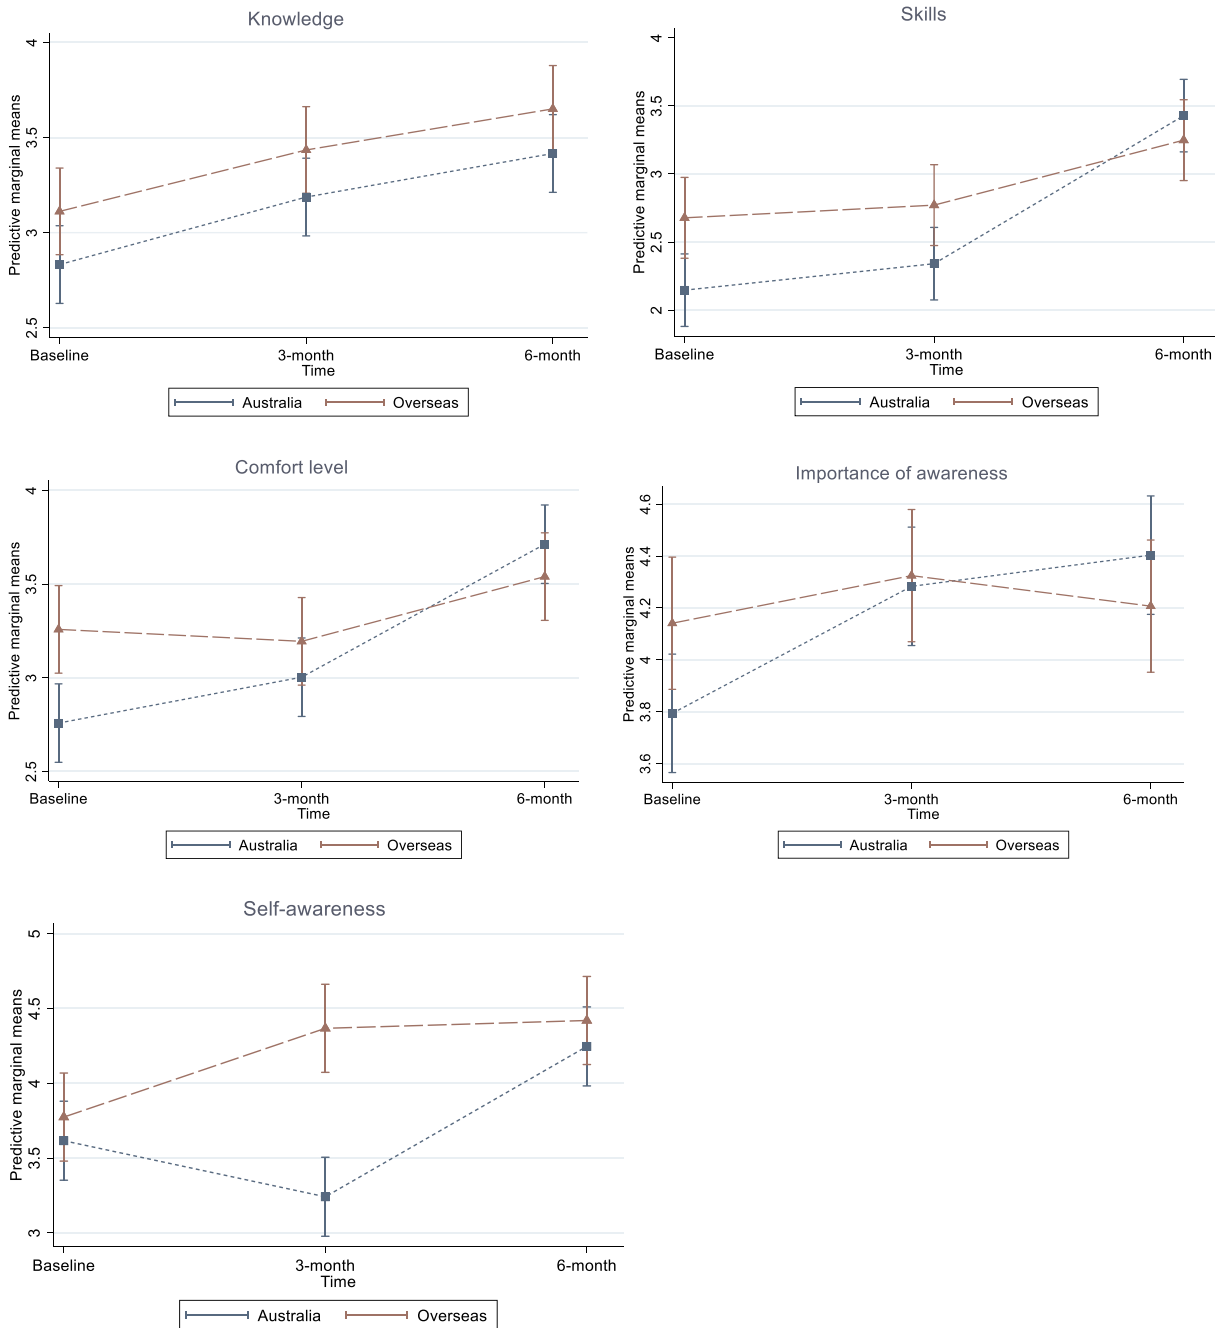 Knowledge
Predictive marginal means
4
3.5
3
2.5
Baseline 3-month 6-month
Time
Australia Overseas
Skills
Predictive marginal means
4
3.5
3
2.5
2
Baseline 3-month 6-month
Time
Australia Overseas
Comfort level
Predictive marginal means
4
3.5
3
2.5
Baseline 3-month 6-month
Time
Australia Overseas
Importance of awareness
Predictive marginal means
4.6
4.4
4.2
4
3.8
3.6
Baseline 3-month 6-month
Time
Australia Overseas
Self-awareness
Predictive marginal means
5
4.5
4
3.5
3
Baseline 3-month 6-month
Time
Australia Overseas